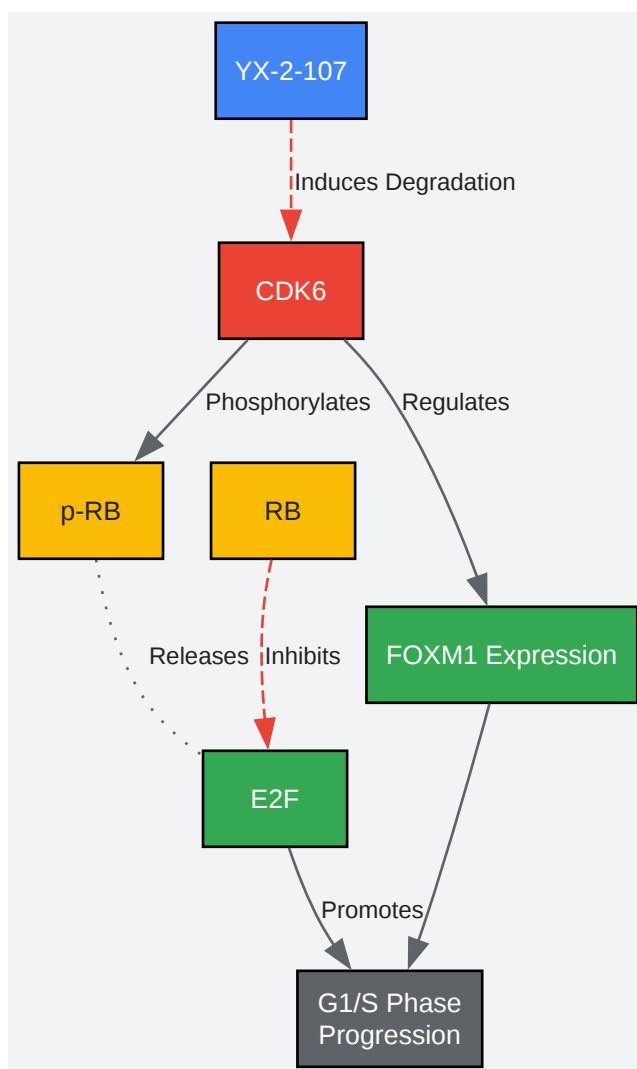 YX-2-107
Induces Degradation
CDK6
Phosphorylates
Regulates
p-RB
RB
Releases
Inhibits
FOXM1 Expression
E2F
Promotes
G1/S Phase
Progression